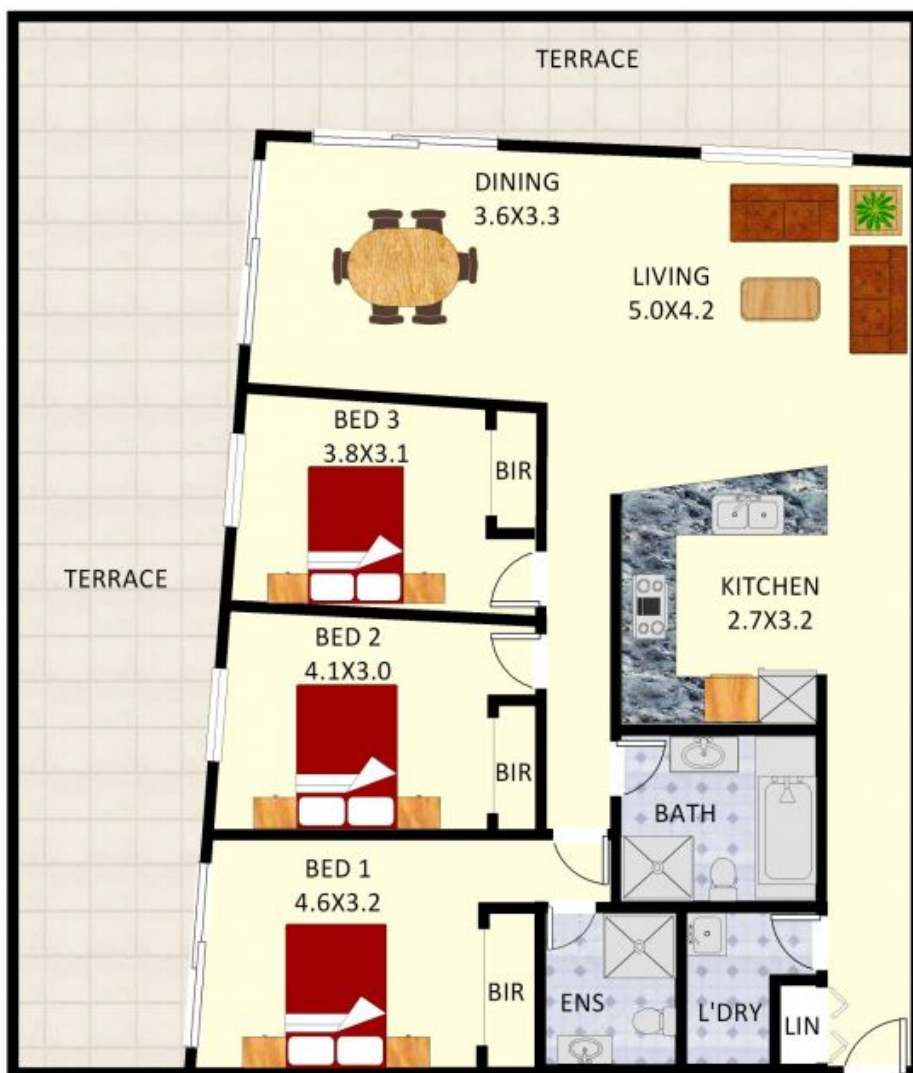 TERRACE
DINING
3.6X3.3
LIVING
5.0X4.2
BED 3
3.8X3.1
BIR
TERRACE
KITCHEN
2.7X3.2
BED 2
4.1X3.0
BIR
BATH
BED 1
4.6X3.2
BIR
ENS
L'DRY
LIN